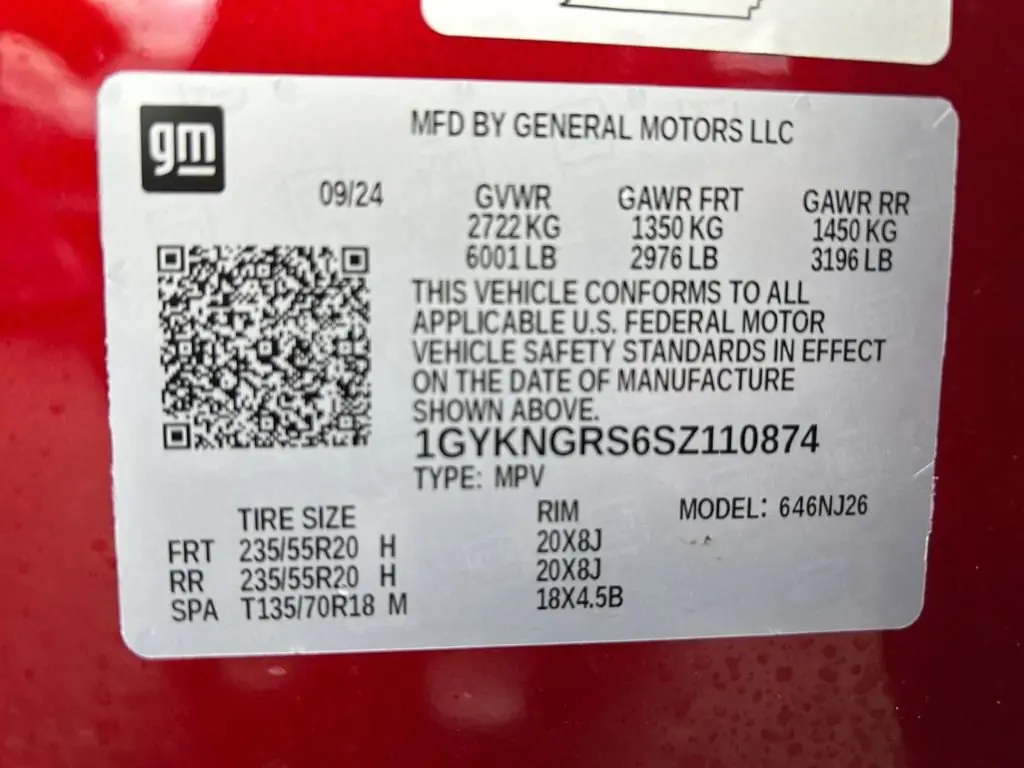 gm
MFD BY GENERAL MOTORS LLC
09/24 GVWR GAWR FRT GAWR RR
2722 KG 1350 KG 1450 KG
6001 LB 2976 LB 3196 LB
THIS VEHICLE CONFORMS TO ALL
APPLICABLE U.S. FEDERAL MOTOR
VEHICLE SAFETY STANDARDS IN EFFECT
ON THE DATE OF MANUFACTURE
SHOWN ABOVE.
1GYKNGRS6SZ110874
TYPE: MPV
TIRE SIZE RIM MODEL: 646NJ26
FRT 235/55R20 H 20X8J
RR 235/55R20 H 20X8J
SPA T135/70R18 M 18X4.5B